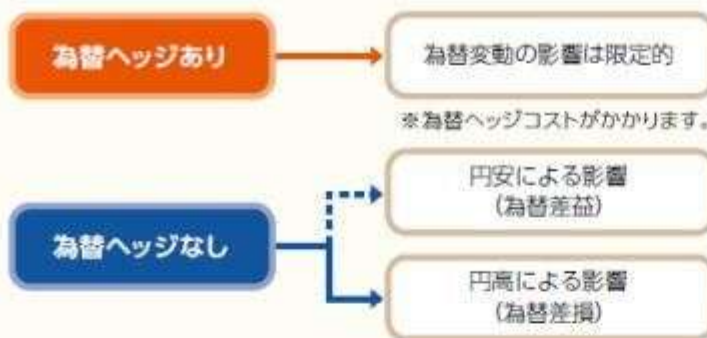 為替ヘッジあり
為替変動の影響は限定的
※為替ヘッジコストがかかります。
為替ヘッジなし
円安による影響
(為替差益)
円高による影響
(為替差損)